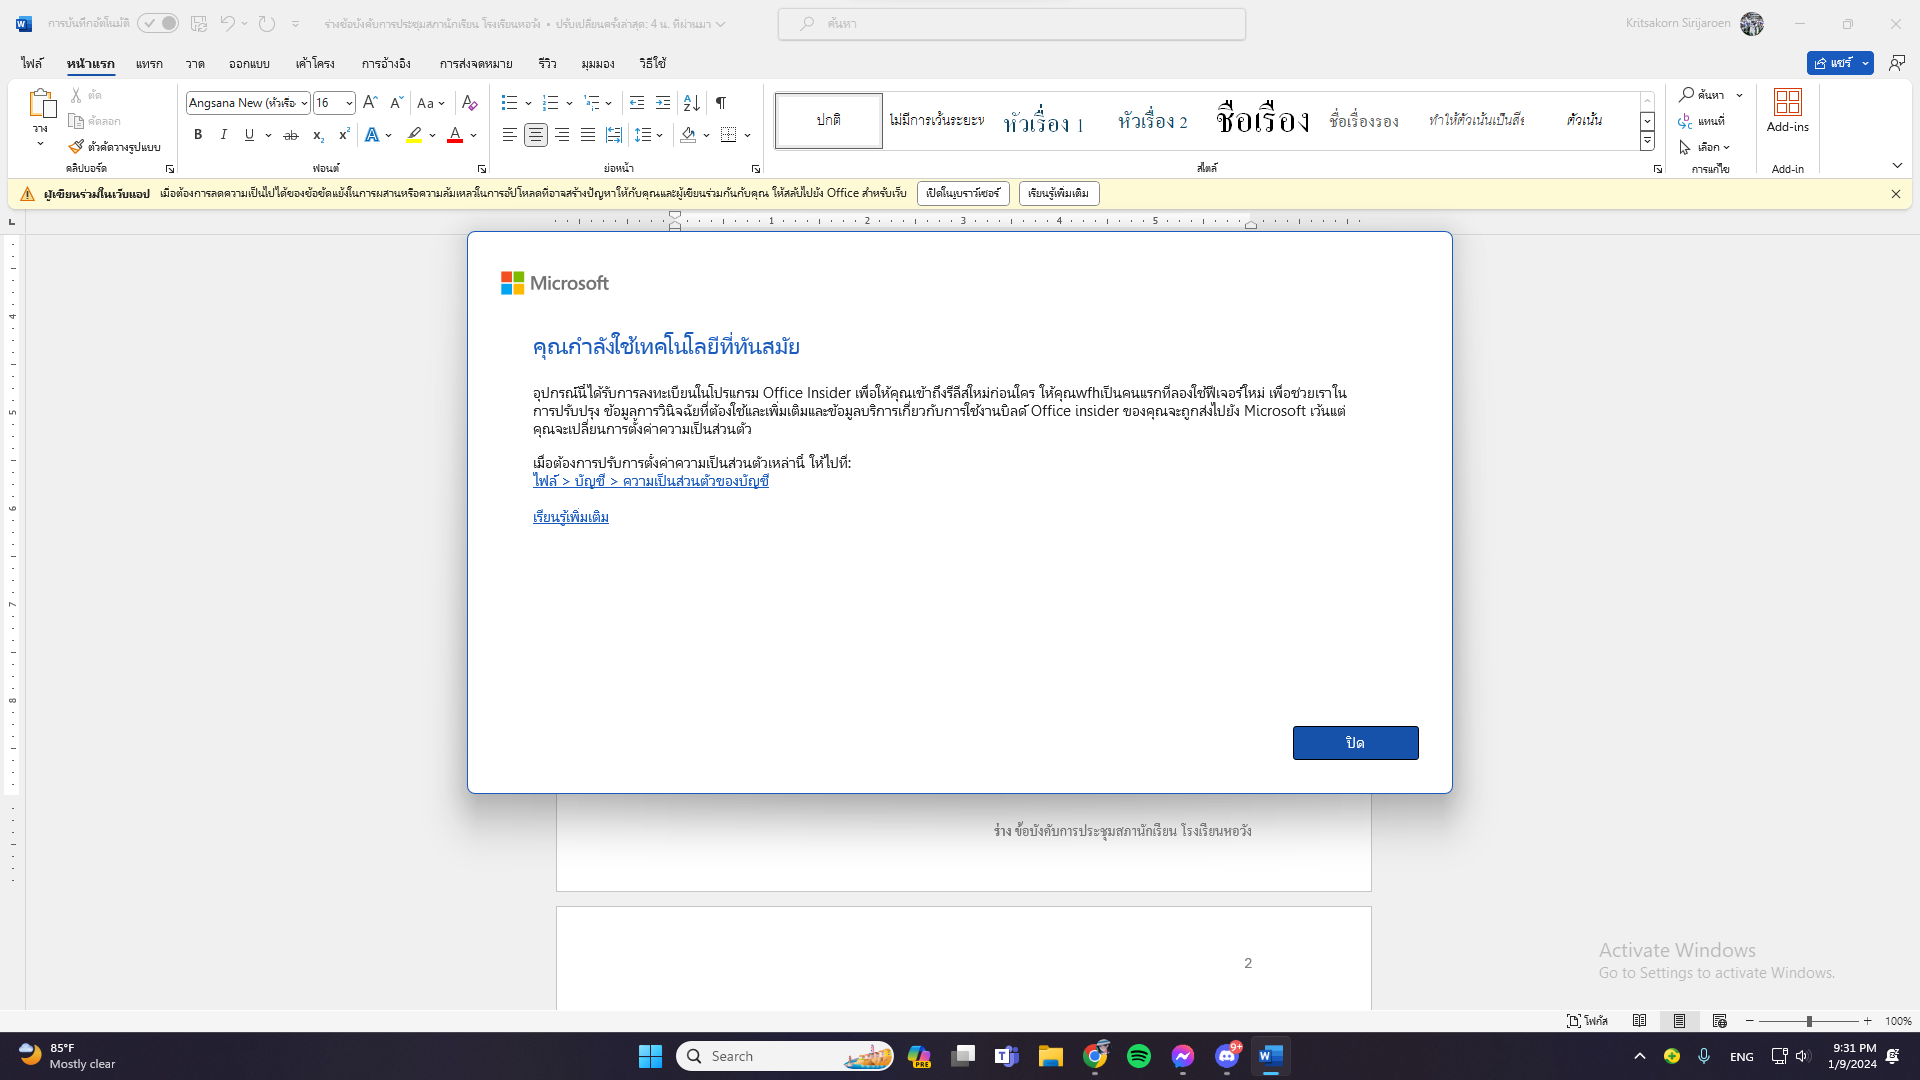 การบันทึกอัตโนมัติ
ร่างข้อบังคับการประชุมสภานักเรียน โรงเรียนหอวัง • ปรับเปลี่ยนครั้งล่าสุด: 4 น. ที่ผ่านมา
ค้นหา
Kritsakorn Sirijaroen
ไฟล์ หน้าแรก แทรก วาด ออกแบบ เค้าโครง การอ้างอิง การส่งจดหมาย รีวิว มุมมอง วิธีใช้
แชร์
วาง
ตัด
คัดลอก
ตัวคัดวางรูปแบบ
คลิปบอร์ด
Angsana New (หัวเรื่อ 16
ฟอนต์
ย่อหน้า
ปกติ ไม่มีการเว้นระยะห หัวเรื่อง 1 หัวเรื่อง 2 ชื่อเรื่อง ชื่อเรื่องรอง ทำให้ตัวเน้นเป็นสีเ ตัวเน้น
สไตล์
ค้นหา
แทนที่
เลือก
การแก้ไข
Add-ins
Add-in
ผู้เขียนร่วมในเว็บแอป เมื่อต้องการลดความเป็นไปได้ของข้อขัดแย้งในการผสานหรือความล้มเหลวในการอัปโหลดที่อาจสร้างปัญหาให้กับคุณและผู้เขียนร่วมกันกับคุณ ให้สลับไปยัง Office สำหรับเว็บ เปิดในเบราว์เซอร์ เรียนรู้เพิ่มเติม
1 2 3 4 5
4
5
6
7
8
Microsoft
คุณกำลังใช้เทคโนโลยีที่ทันสมัย
อุปกรณ์นี้ได้รับการลงทะเบียนในโปรแกรม Office Insider เพื่อให้คุณเข้าถึงรีลีสใหม่ก่อนใคร ให้คุณwfhเป็นคนแรกที่ลองใช้ฟีเจอร์ใหม่ เพื่อช่วยเราใน
การปรับปรุง ข้อมูลการวินิจฉัยที่ต้องใช้และเพิ่มเติมและข้อมูลบริการเกี่ยวกับการใช้งานบิลด์ Office insider ของคุณจะถูกส่งไปยัง Microsoft เว้นแต่
คุณจะเปลี่ยนการตั้งค่าความเป็นส่วนตัว
เมื่อต้องการปรับการตั้งค่าความเป็นส่วนตัวเหล่านี้ ให้ไปที่:
ไฟล์ > บัญชี > ความเป็นส่วนตัวของบัญชี
เรียนรู้เพิ่มเติม
ปิด
ร่าง ข้อบังคับการประชุมสภานักเรียน โรงเรียนหอวัง
2
Activate Windows
Go to Settings to activate Windows.
โฟกัส
100%
85°F
Mostly clear
Search
PRE
9+
ENG
9:31 PM
1/9/2024